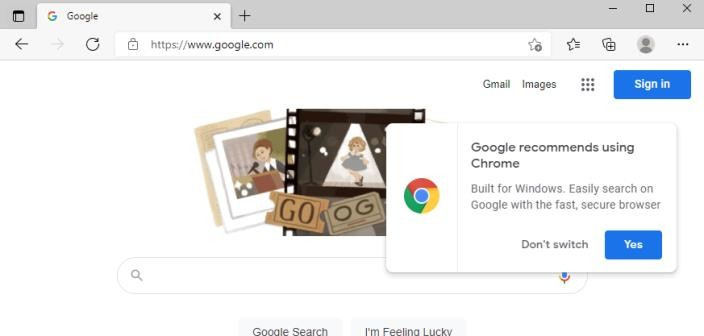 Google
https://www.google.com
Gmail Images
Sign in
GO OG
Google recommends using
Chrome
Built for Windows. Easily search on
Google with the fast, secure browser
Don't switch Yes
Google Search I'm Feeling Lucky